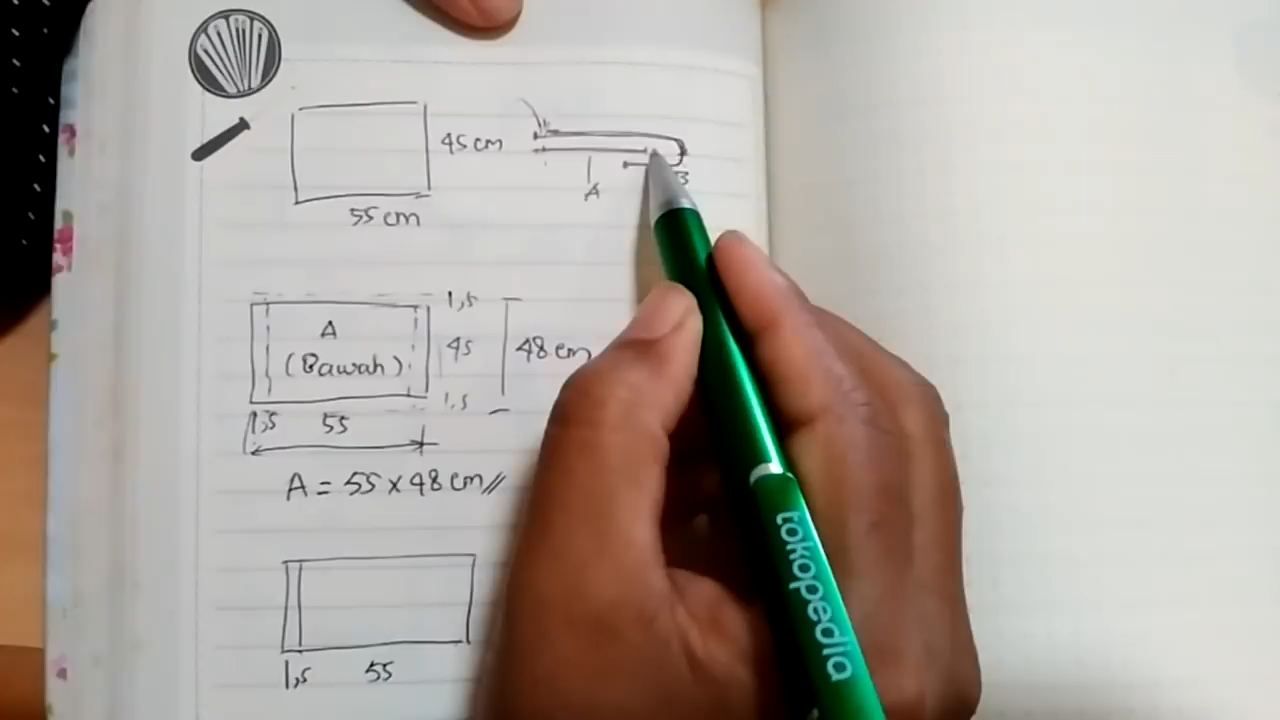 45 cm
55 cm
A
B
A
(Bawah)
1,5
45
1,5
48 cm
1,5 55
A = 55 x 48 cm //
1,5 55
tokopedia